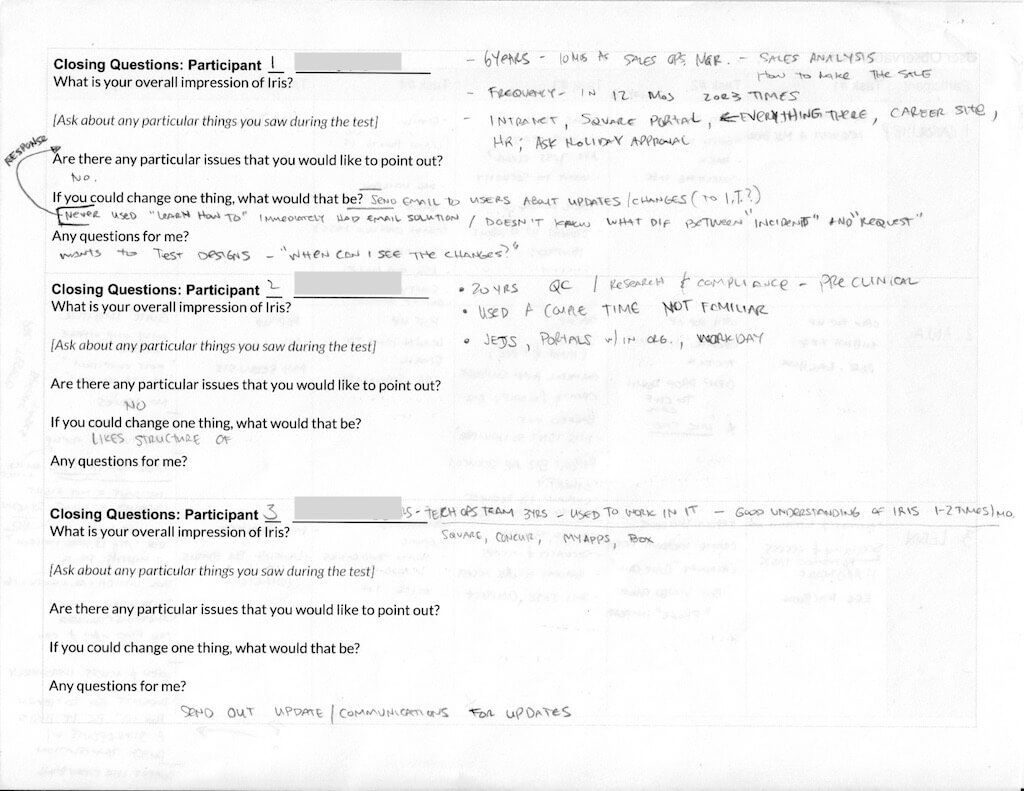 Closing Questions: Participant 1
- 6 YEARS - 10 MOS AS SALES OPS MGR. - SALES ANALYSIS
HOW TO MAKE THE SALE
What is your overall impression of Iris?
- FREQUENCY - IN 12 MOS 2 OR 3 TIMES
[Ask about any particular things you saw during the test]
- INTRANET, SQUARE PORTAL, ← EVERYTHING THERE, CAREER SITE,
HR; ASK HOLIDAY APPROVAL
RESPONSE
Are there any particular issues that you would like to point out?
NO.
If you could change one thing, what would that be? SEND EMAIL TO USERS ABOUT UPDATES/CHANGES (TO I.T?)
NEVER USED "LEARN HOW TO" IMMEDIATELY HAD EMAIL SOLUTION / DOESN'T KNOW WHAT DIF BETWEEN "INCIDENT" AND "REQUEST"
Any questions for me?
WANTS TO TEST DESIGNS - "WHEN CAN I SEE THE CHANGES?"
Closing Questions: Participant 2
• 20 YRS QC / RESEARCH & COMPLIANCE - PRE CLINICAL
What is your overall impression of Iris?
• USED A COUPLE TIME NOT FAMILIAR
[Ask about any particular things you saw during the test]
• JETS, PORTALS W/IN ORG., WORKDAY
Are there any particular issues that you would like to point out?
NO
If you could change one thing, what would that be?
LIKES STRUCTURE OF
Any questions for me?
Closing Questions: Participant 3
- TECH OPS TEAM 3YRS - USED TO WORK IN IT - GOOD UNDERSTANDING OF IRIS 1-2 TIMES/MO.
What is your overall impression of Iris?
SQUARE, CONCUR, MYAPPS, BOX
[Ask about any particular things you saw during the test]
Are there any particular issues that you would like to point out?
If you could change one thing, what would that be?
Any questions for me?
SEND OUT UPDATE/COMMUNICATIONS FOR UPDATES